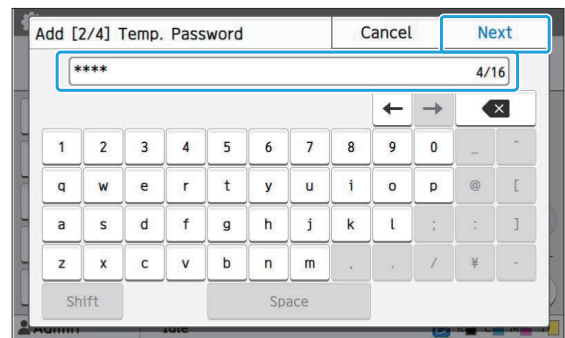 Add [2/4] Temp. Password Cancel Next
**** 4/16
← →
1 2 3 4 5 6 7 8 9 0 _ ^
q w e r t y u i o p @ [
a s d f g h j k l ; : ]
z x c v b n m , . / ¥ -
Shift Space
Admin Idle